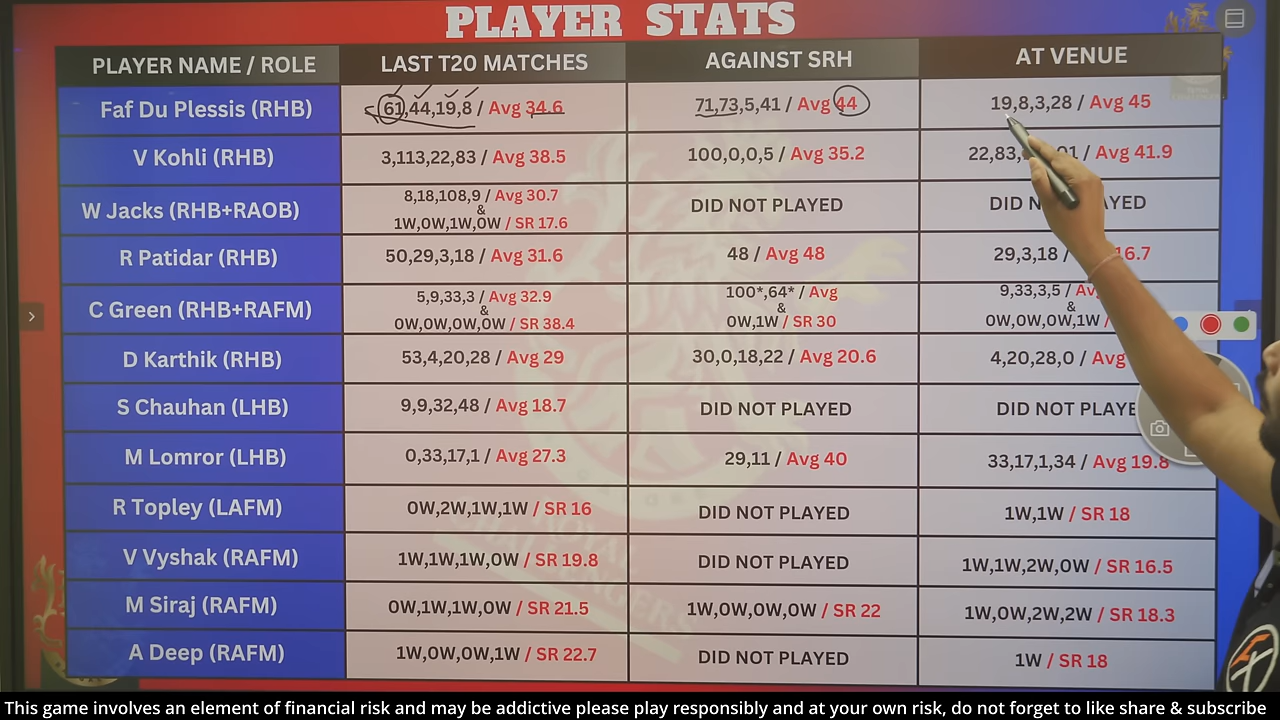 PLAYER STATS
PLAYER NAME / ROLE LAST T20 MATCHES AGAINST SRH AT VENUE
Faf Du Plessis (RHB) 61,44,19,8 / Avg 34.6 71,73,5,41 / Avg 44 19,8,3,28 / Avg 45
V Kohli (RHB) 3,113,22,83 / Avg 38.5 100,0,0,5 / Avg 35.2 22,83, / Avg 41.9
W Jacks (RHB+RAOB) 8,18,108,9 / Avg 30.7 & 1W,0W,1W,0W / SR 17.6 DID NOT PLAYED DID
R Patidar (RHB) 50,29,3,18 / Avg 31.6 48 / Avg 48 29,3,18 /
C Green (RHB+RAFM) 5,9,33,3 / Avg 32.9 & 0W,0W,0W,0W / SR 38.4 100*,64* / Avg & 0W,1W / SR 30 9,33,3,5 / & 0W,0W,0W,1W /
D Karthik (RHB) 53,4,20,28 / Avg 29 30,0,18,22 / Avg 20.6 4,20,28,0 / Avg
S Chauhan (LHB) 9,9,32,48 / Avg 18.7 DID NOT PLAYED DID NOT
M Lomror (LHB) 0,33,17,1 / Avg 27.3 29,11 / Avg 40 33,17,1,34 / Avg 19.8
R Topley (LAFM) 0W,2W,1W,1W / SR 16 DID NOT PLAYED 1W,1W / SR 18
V Vyshak (RAFM) 1W,1W,1W,0W / SR 19.8 DID NOT PLAYED 1W,1W,2W,0W / SR 16.5
M Siraj (RAFM) 0W,1W,1W,0W / SR 21.5 1W,0W,0W,0W / SR 22 1W,0W,2W,2W / SR 18.3
A Deep (RAFM) 1W,0W,0W,1W / SR 22.7 DID NOT PLAYED 1W / SR 18
This game involves an element of financial risk and may be addictive please play responsibly and at your own risk, do not forget to like share & subscribe